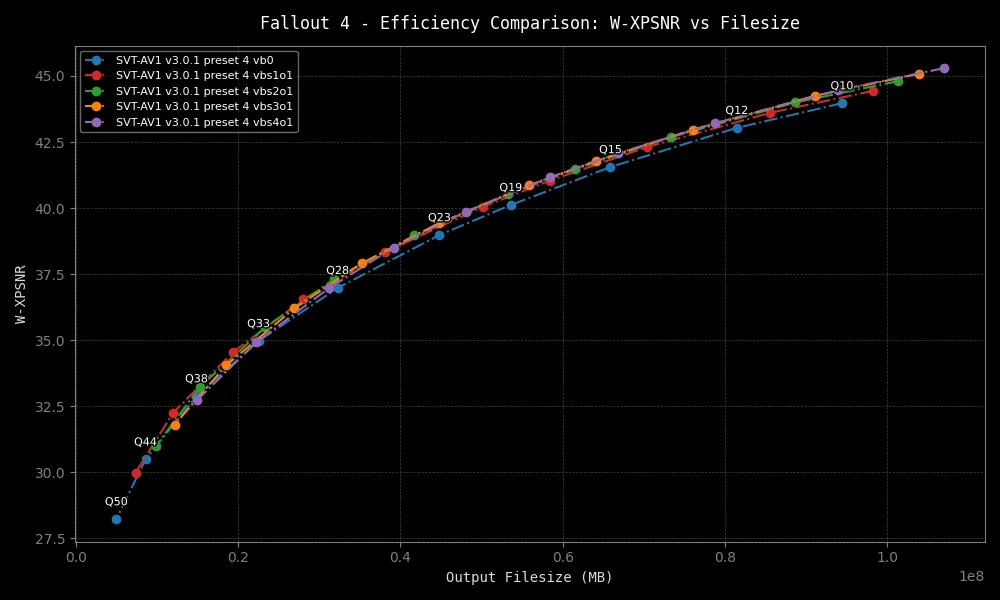 Fallout 4 - Efficiency Comparison: W-XPSNR vs Filesize
SVT-AV1 v3.0.1 preset 4 vb0
SVT-AV1 v3.0.1 preset 4 vbs1o1
SVT-AV1 v3.0.1 preset 4 vbs2o1
SVT-AV1 v3.0.1 preset 4 vbs3o1
SVT-AV1 v3.0.1 preset 4 vbs4o1
45.0
42.5
40.0
37.5
35.0
32.5
30.0
27.5
W-XPSNR
Q10
Q12
Q15
Q19
Q23
Q28
Q33
Q38
Q44
Q50
0.0 0.2 0.4 0.6 0.8 1.0
1e8
Output Filesize (MB)